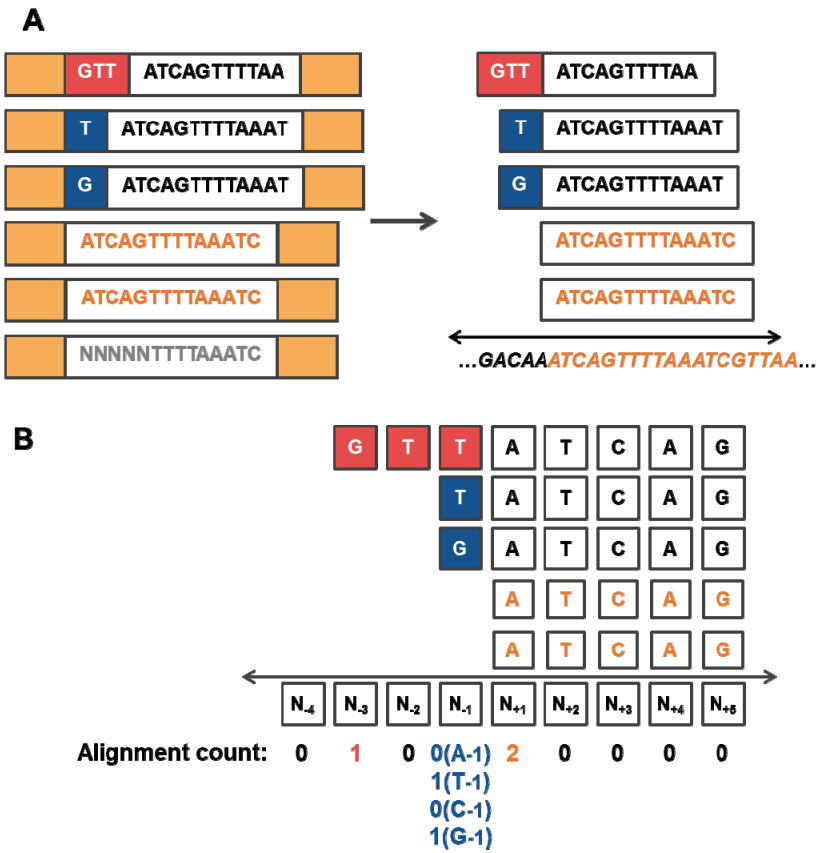 A
GTT ATCAGTTTTAA GTT ATCAGTTTTAA
T ATCAGTTTTAAAT T ATCAGTTTTAAAT
G ATCAGTTTTAAAT G ATCAGTTTTAAAT
ATCAGTTTTAAATC ATCAGTTTTAAATC
ATCAGTTTTAAATC ATCAGTTTTAAATC
NNNNNTTTTAAATC
...GACAAATCAGTTTTAAATCGTTAA...
B
G T T A T C A G
T A T C A G
G A T C A G
A T C A G
A T C A G
N-4 N-3 N-2 N-1 N+1 N+2 N+3 N+4 N+5
Alignment count: 0 1 0 0(A-1) 2 0 0 0 0
1(T-1)
0(C-1)
1(G-1)